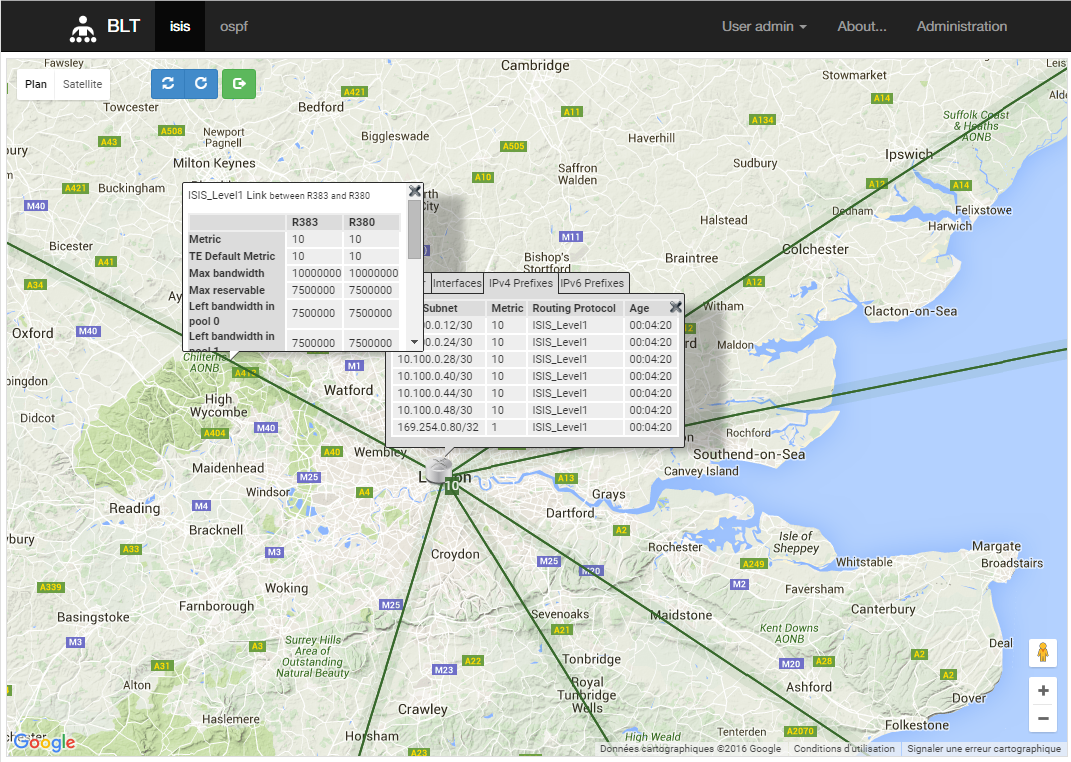 BLT isis ospf User admin About... Administration
Plan Satellite
Fawsley
Cambridge
Stowmarket
Leis
A421
A14
Towcester
Bedford
A11
A134
Suffolk Coast
& Heaths
AONB
A508
Newport
Pagnell
Biggleswade
A43
A505
Haverhill
Ipswich
Milton Keynes
Saffron
Walden
Sudbury
A421
Buckingham
A10
A12
A14
M40
Dedham
Felixstowe
Halstead
Harwich
Bicester
M11
Colchester
A41
Bishop's
Stortford
Braintree
A34
A12
Witham
Clacton-on-Sea
Oxford
M40
Maldon
ISIS_Level1 Link between R383 and R380
R383 R380
Metric 10 10
TE Default Metric 10 10
Max bandwidth 10000000 10000000
Max reservable 7500000 7500000
Left bandwidth in
pool 0 7500000 7500000
Left bandwidth in
pool 1 7500000 7500000
Interfaces IPv4 Prefixes IPv6 Prefixes
Subnet Metric Routing Protocol Age
0.0.12/30 10 ISIS_Level1 00:04:20
0.0.24/30 10 ISIS_Level1 00:04:20
10.100.0.28/30 10 ISIS_Level1 00:04:20
10.100.0.40/30 10 ISIS_Level1 00:04:20
10.100.0.44/30 10 ISIS_Level1 00:04:20
10.100.0.48/30 10 ISIS_Level1 00:04:20
169.254.0.80/32 1 ISIS_Level1 00:04:20
AONB
M1
Watford
Didcot
High
Wycombe
A404
M40
A40
Wembley
Rochford
Southend-on-Sea
Canvey Island
Maidenhead
M25
A13
Windsor
A4
10
Grays
Reading
M4
Dartford
Bracknell
A2
Isle of
Sheppey
Margate
A33
M3
Croydon
M25
Rochester
A249
Whitstable
Broadstairs
M20
M2
Faversham
A339
Woking
Farnborough
M25
Sevenoaks
Maidstone
Canterbury
Basingstoke
A21
Kent Downs
AONB
M3
A3
Surrey Hills
Area of
Outstanding
Natural Beauty
Deal
A31
A22
M23
Tonbridge
M20
A28
A2
A2
Alton
Royal
Tunbridge
Wells
Ashford
Dover
Crawley
Haslemere
Folkestone
Horsham
High Weald
Tenterden
A2070
A23
Google
Données cartographiques ©2016 Google Conditions d'utilisation Signaler une erreur cartographique